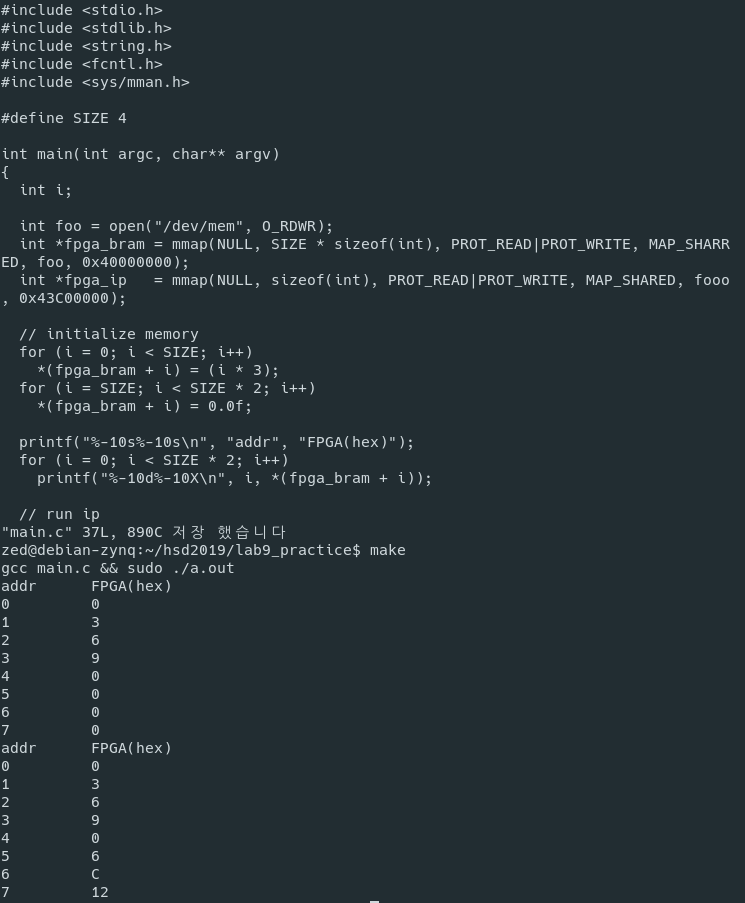 #include <stdio.h>
#include <stdlib.h>
#include <string.h>
#include <fcntl.h>
#include <sys/mman.h>

#define SIZE 4

int main(int argc, char** argv)
{
  int i;

  int foo = open("/dev/mem", O_RDWR);
  int *fpga_bram = mmap(NULL, SIZE * sizeof(int), PROT_READ|PROT_WRITE, MAP_SHARR
ED, foo, 0x40000000);
  int *fpga_ip   = mmap(NULL, sizeof(int), PROT_READ|PROT_WRITE, MAP_SHARED, fooo
, 0x43C00000);

  // initialize memory
  for (i = 0; i < SIZE; i++)
    *(fpga_bram + i) = (i * 3);
  for (i = SIZE; i < SIZE * 2; i++)
    *(fpga_bram + i) = 0.0f;

  printf("%-10s%-10s\n", "addr", "FPGA(hex)");
  for (i = 0; i < SIZE * 2; i++)
    printf("%-10d%-10X\n", i, *(fpga_bram + i));

  // run ip
"main.c" 37L, 890C 저장 했습니다
zed@debian-zynq:~/hsd2019/lab9_practice$ make
gcc main.c && sudo ./a.out
addr      FPGA(hex)
0         0
1         3
2         6
3         9
4         0
5         0
6         0
7         0
addr      FPGA(hex)
0         0
1         3
2         6
3         9
4         0
5         6
6         C
7         12